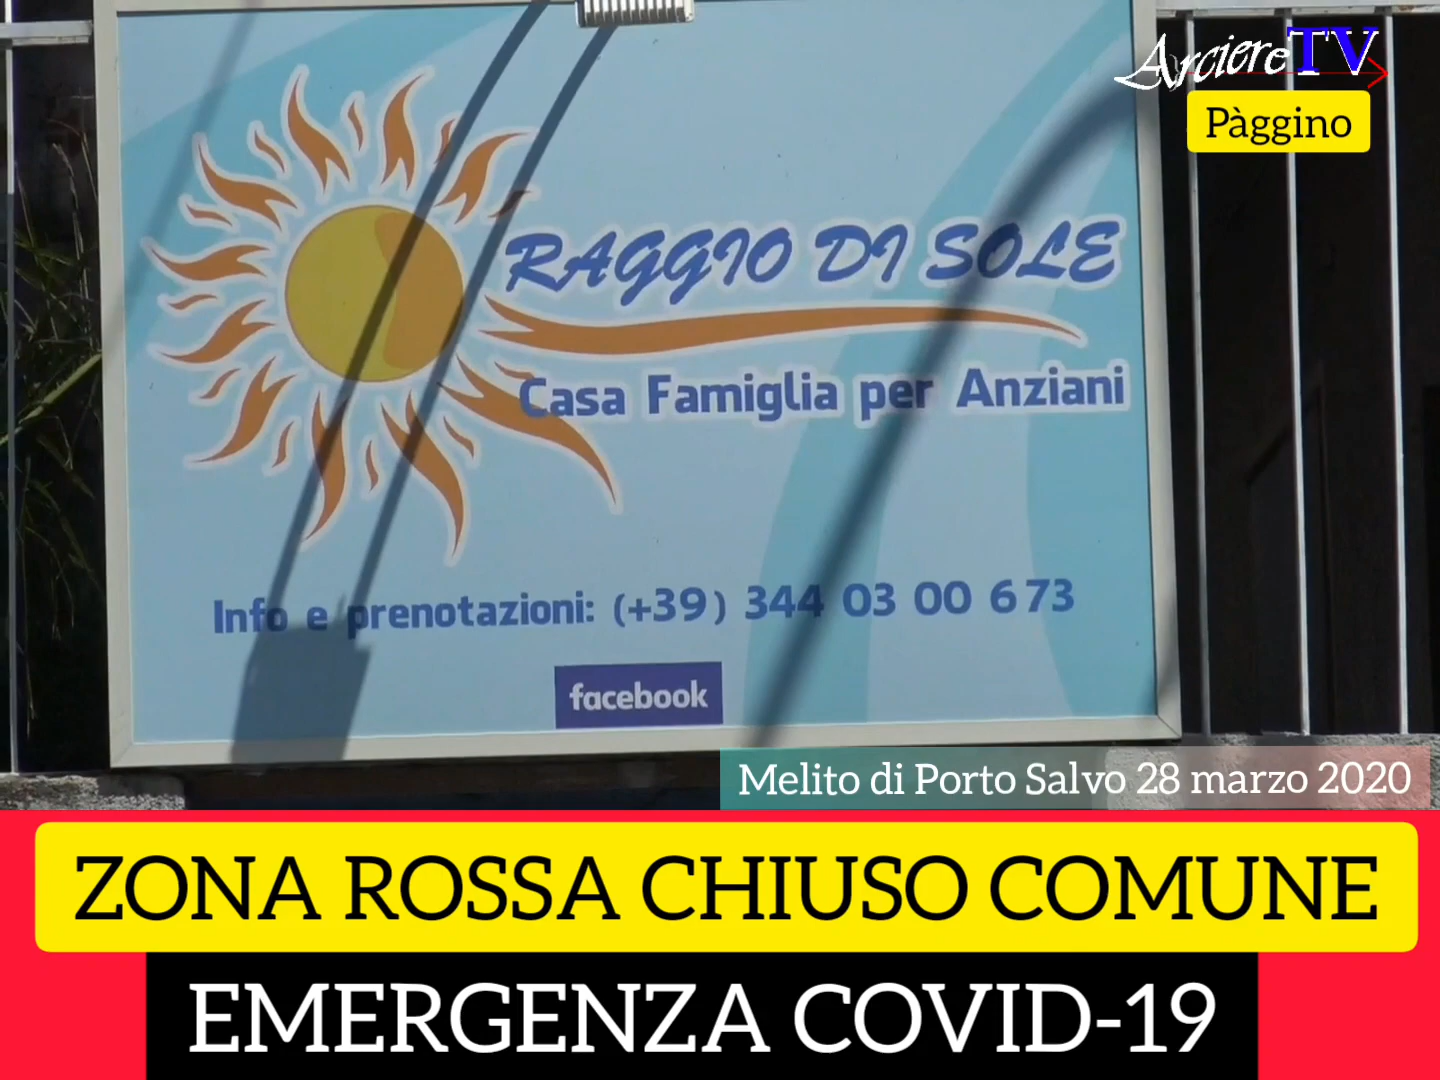 ArciereTV
Pàggino
RAGGIO DI SOLE
Casa Famiglia per Anziani
Info e prenotazioni: (+39) 344 03 00 673
facebook
Melito di Porto Salvo 28 marzo 2020
ZONA ROSSA CHIUSO COMUNE
EMERGENZA COVID-19